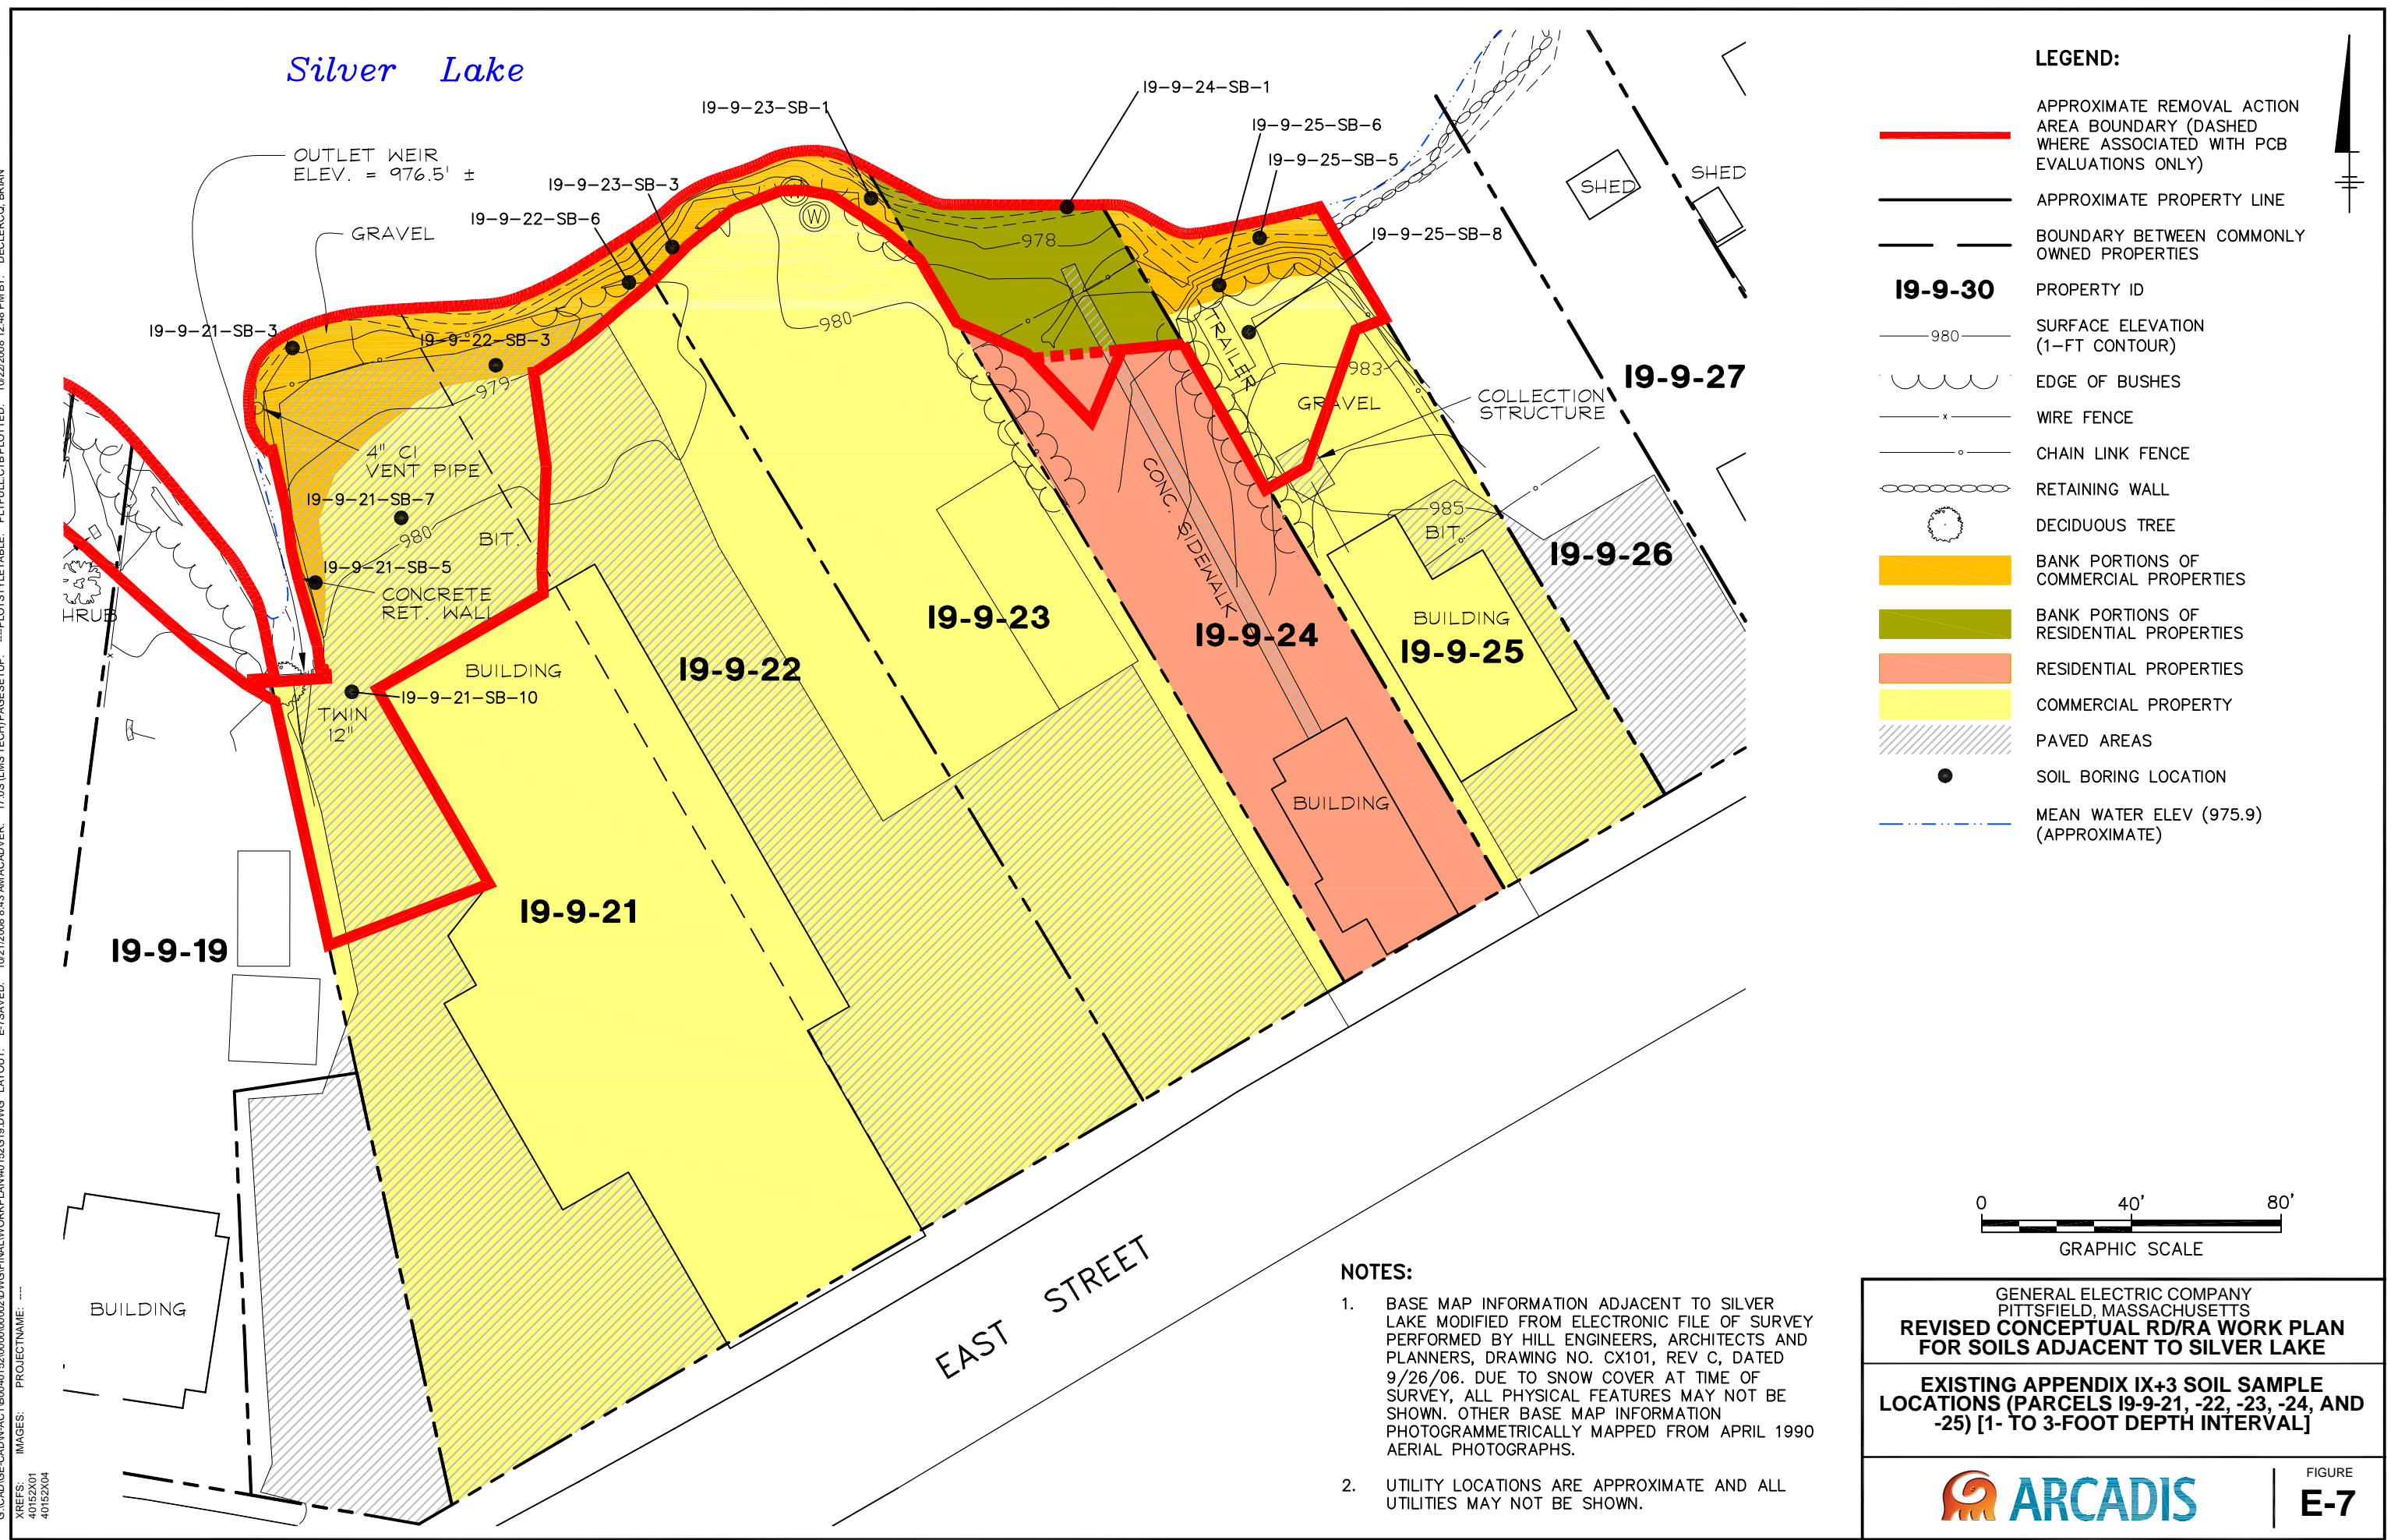 Silver Lake
OUTLET WEIR
ELEV. = 976.5' ±
GRAVEL
I9-9-23-SB-1
I9-9-24-SB-1
I9-9-25-SB-6
I9-9-25-SB-5
I9-9-23-SB-3
I9-9-22-SB-6
I9-9-25-SB-8
I9-9-21-SB-3
I9-9-22-SB-3
W
W
978
980
979
983
TRAILER
GRAVEL
COLLECTION
STRUCTURE
SHED
SHED
I9-9-27
4" CI
VENT PIPE
I9-9-21-SB-7
980
BIT.
I9-9-21-SB-5
CONCRETE
RET. WALL
HRUB
CONC. SIDEWALK
985
BIT.
I9-9-26
BUILDING
I9-9-25
I9-9-24
I9-9-23
I9-9-22
BUILDING
I9-9-21-SB-10
TWIN
12"
BUILDING
I9-9-21
I9-9-19
BUILDING
EAST STREET
LEGEND:
APPROXIMATE REMOVAL ACTION
AREA BOUNDARY (DASHED
WHERE ASSOCIATED WITH PCB
EVALUATIONS ONLY)
APPROXIMATE PROPERTY LINE
BOUNDARY BETWEEN COMMONLY
OWNED PROPERTIES
I9-9-30
PROPERTY ID
980
SURFACE ELEVATION
(1-FT CONTOUR)
EDGE OF BUSHES
x
WIRE FENCE
CHAIN LINK FENCE
RETAINING WALL
DECIDUOUS TREE
BANK PORTIONS OF
COMMERCIAL PROPERTIES
BANK PORTIONS OF
RESIDENTIAL PROPERTIES
RESIDENTIAL PROPERTIES
COMMERCIAL PROPERTY
PAVED AREAS
SOIL BORING LOCATION
MEAN WATER ELEV (975.9)
(APPROXIMATE)
0 40' 80'
GRAPHIC SCALE
NOTES:
1. BASE MAP INFORMATION ADJACENT TO SILVER
LAKE MODIFIED FROM ELECTRONIC FILE OF SURVEY
PERFORMED BY HILL ENGINEERS, ARCHITECTS AND
PLANNERS, DRAWING NO. CX101, REV C, DATED
9/26/06. DUE TO SNOW COVER AT TIME OF
SURVEY, ALL PHYSICAL FEATURES MAY NOT BE
SHOWN. OTHER BASE MAP INFORMATION
PHOTOGRAMMETRICALLY MAPPED FROM APRIL 1990
AERIAL PHOTOGRAPHS.
2. UTILITY LOCATIONS ARE APPROXIMATE AND ALL
UTILITIES MAY NOT BE SHOWN.
GENERAL ELECTRIC COMPANY
PITTSFIELD, MASSACHUSETTS
REVISED CONCEPTUAL RD/RA WORK PLAN
FOR SOILS ADJACENT TO SILVER LAKE
EXISTING APPENDIX IX+3 SOIL SAMPLE
LOCATIONS (PARCELS I9-9-21, -22, -23, -24, AND
-25) [1- TO 3-FOOT DEPTH INTERVAL]
ARCADIS
FIGURE
E-7
XREFS: IMAGES: PROJECTNAME: ----
40152X01
40152X04